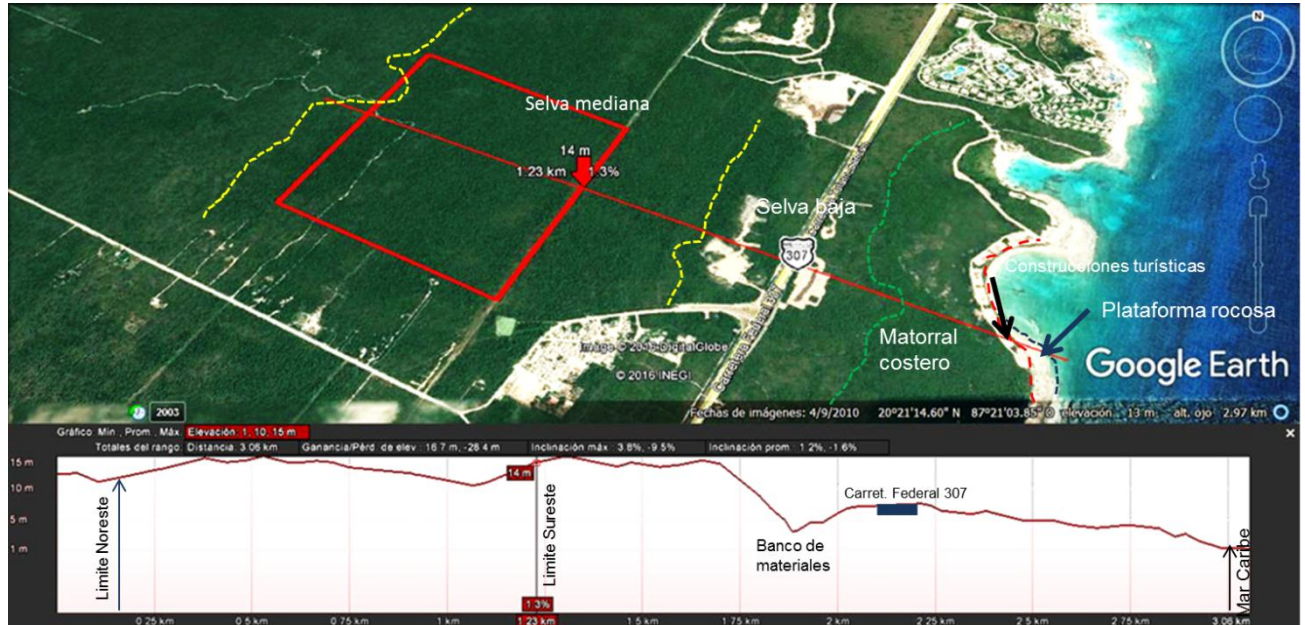 N
Selva mediana
14 m
1.23 km
1.3%
Selva baja
MEXICO
307
Construcciones turísticas
Plataforma rocosa
Matorral
costero
Carretera Federal 307
Image © 2016 DigitalGlobe
© 2016 INEGI
Google Earth
2003
Fechas de imágenes: 4/9/2010 20°21'14.60" N 87°21'03.85" O elevación 13 m alt. ojo 2.97 km
Gráfico: Mín., Prom., Máx. Elevación: 1, 10, 15 m
Totales del rango: Distancia: 3.06 km Ganancia/Pérd. de elev.: 16.7 m, -28.4 m Inclinación máx.: 3.8%, -9.5% Inclinación prom.: 1.2%, -1.6%
15 m
10 m
5 m
1 m
Limite Noreste
14 m
Limite Sureste
Banco de
materiales
Carret. Federal 307
Mar Caribe
1.3%
0.25 km 0.5 km 0.75 km 1 km 1.23 km 1.5 km 1.75 km 2 km 2.25 km 2.5 km 2.75 km 3.06 km